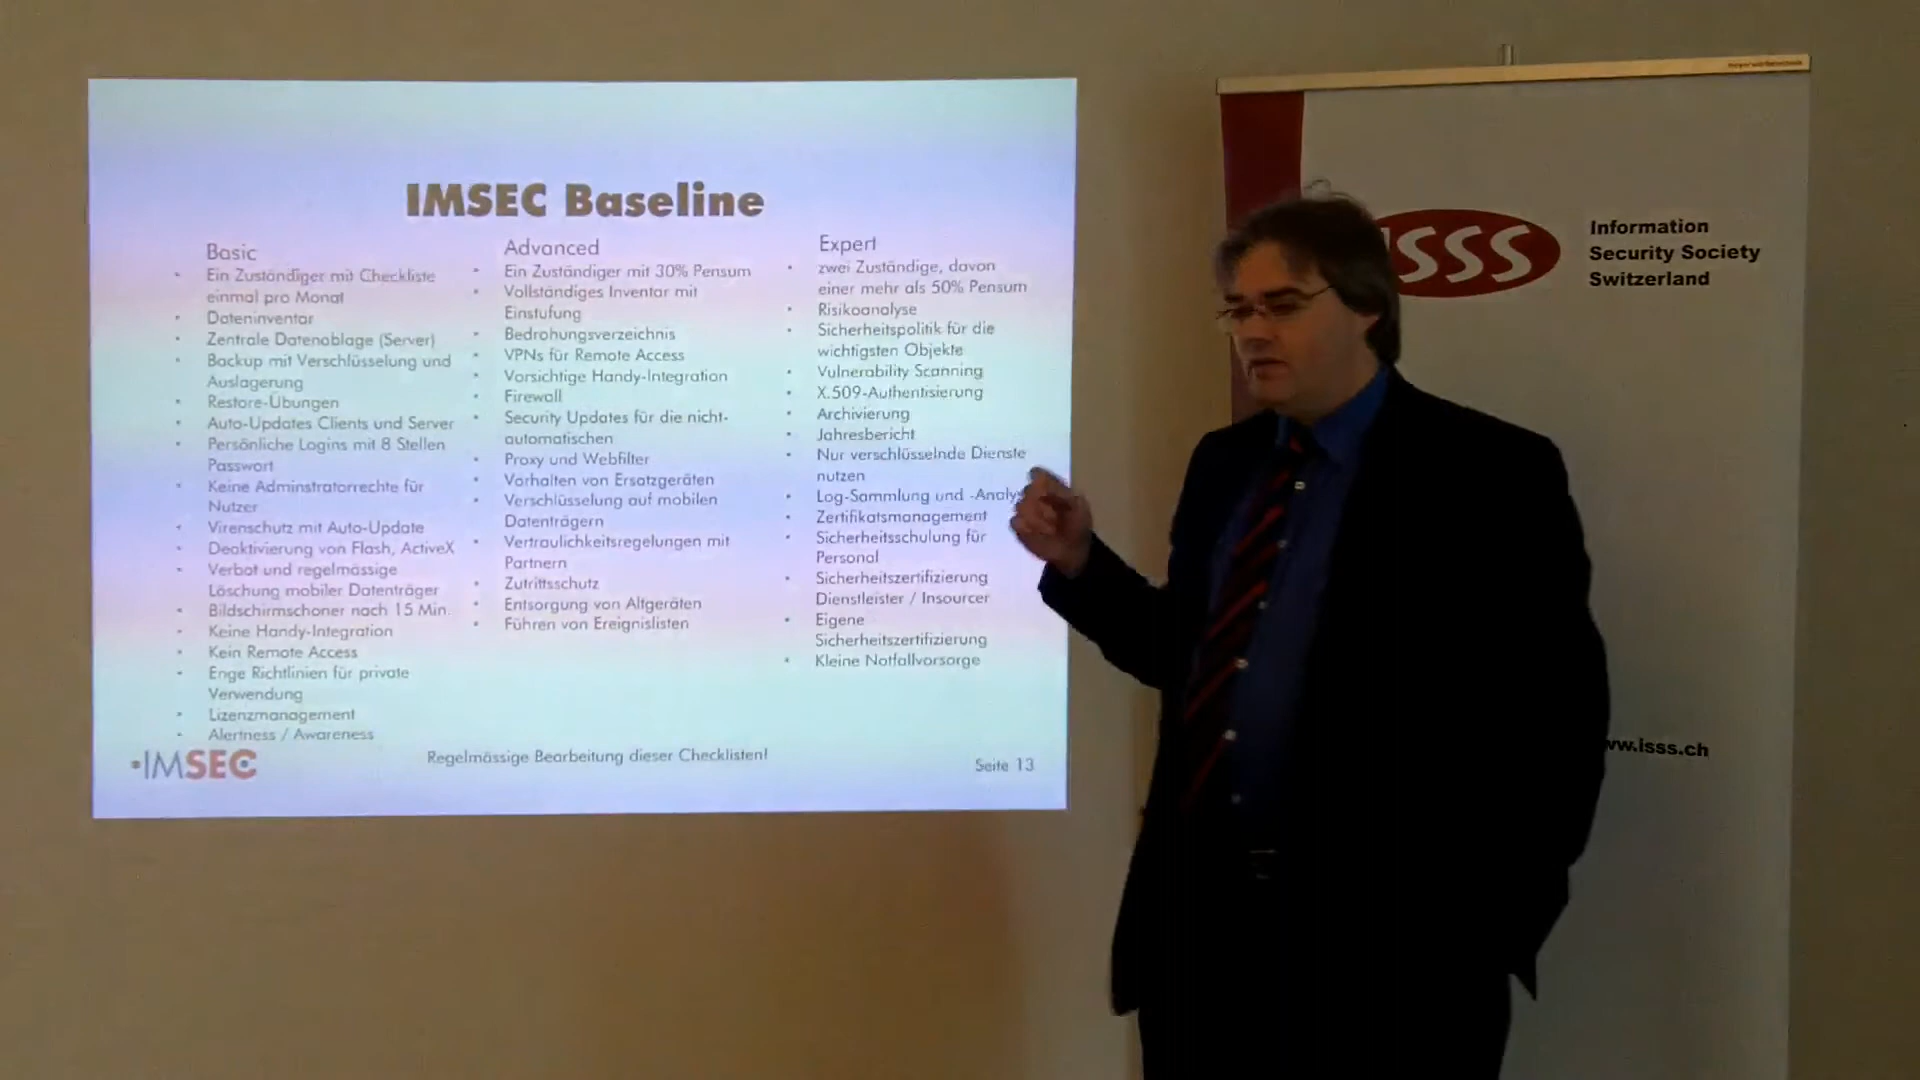 IMSEC Baseline
Basic
• Ein Zuständiger mit Checkliste
einmal pro Monat
• Dateninventar
• Zentrale Datenablage (Server)
• Backup mit Verschlüsselung und
Auslagerung
• Restore-Übungen
• Auto-Updates Clients und Server
• Persönliche Logins mit 8 Stellen
Passwort
• Keine Adminstratorrechte für
Nutzer
• Virenschutz mit Auto-Update
• Deaktivierung von Flash, ActiveX
• Verbot und regelmässige
Löschung mobiler Datenträger
• Bildschirmschoner nach 15 Min.
• Keine Handy-Integration
• Kein Remote Access
• Enge Richtlinien für private
Verwendung
• Lizenzmanagement
• Alertness / Awareness
Advanced
• Ein Zuständiger mit 30% Pensum
• Vollständiges Inventar mit
Einstufung
• Bedrohungsverzeichnis
• VPNs für Remote Access
• Vorsichtige Handy-Integration
• Firewall
• Security Updates für die nicht-
automatischen
• Proxy und Webfilter
• Vorhalten von Ersatzgeräten
• Verschlüsselung auf mobilen
Datenträgern
• Vertraulichkeitsregelungen mit
Partnern
• Zutrittsschutz
• Entsorgung von Altgeräten
• Führen von Ereignislisten
Expert
• zwei Zuständige, davon
einer mehr als 50% Pensum
• Risikoanalyse
• Sicherheitspolitik für die
wichtigsten Objekte
• Vulnerability Scanning
• X.509-Authentisierung
• Archivierung
• Jahresbericht
• Nur verschlüsselnde Dienste
nutzen
• Log-Sammlung und -Analy
• Zertifikatsmanagement
• Sicherheitsschulung für
Personal
• Sicherheitszertifizierung
Dienstleister / Insourcer
• Eigene
Sicherheitszertifizierung
• Kleine Notfallvorsorge
IMSEC
Regelmässige Bearbeitung dieser Checklisten!
Seite 13
ISSS
Information
Security Society
Switzerland
ww.isss.ch